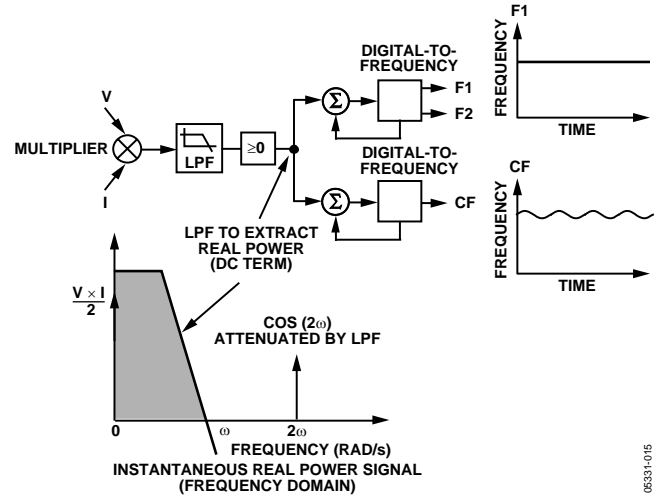 V
I
MULTIPLIER
LPF
≥0
DIGITAL-TO-
FREQUENCY
Σ
F1
F2
DIGITAL-TO-
FREQUENCY
Σ
CF
F1
FREQUENCY
TIME
CF
FREQUENCY
TIME
LPF TO EXTRACT
REAL POWER
(DC TERM)
V × I
2
COS (2ω)
ATTENUATED BY LPF
0
ω
2ω
FREQUENCY (RAD/s)
INSTANTANEOUS REAL POWER SIGNAL
(FREQUENCY DOMAIN)
05331-015